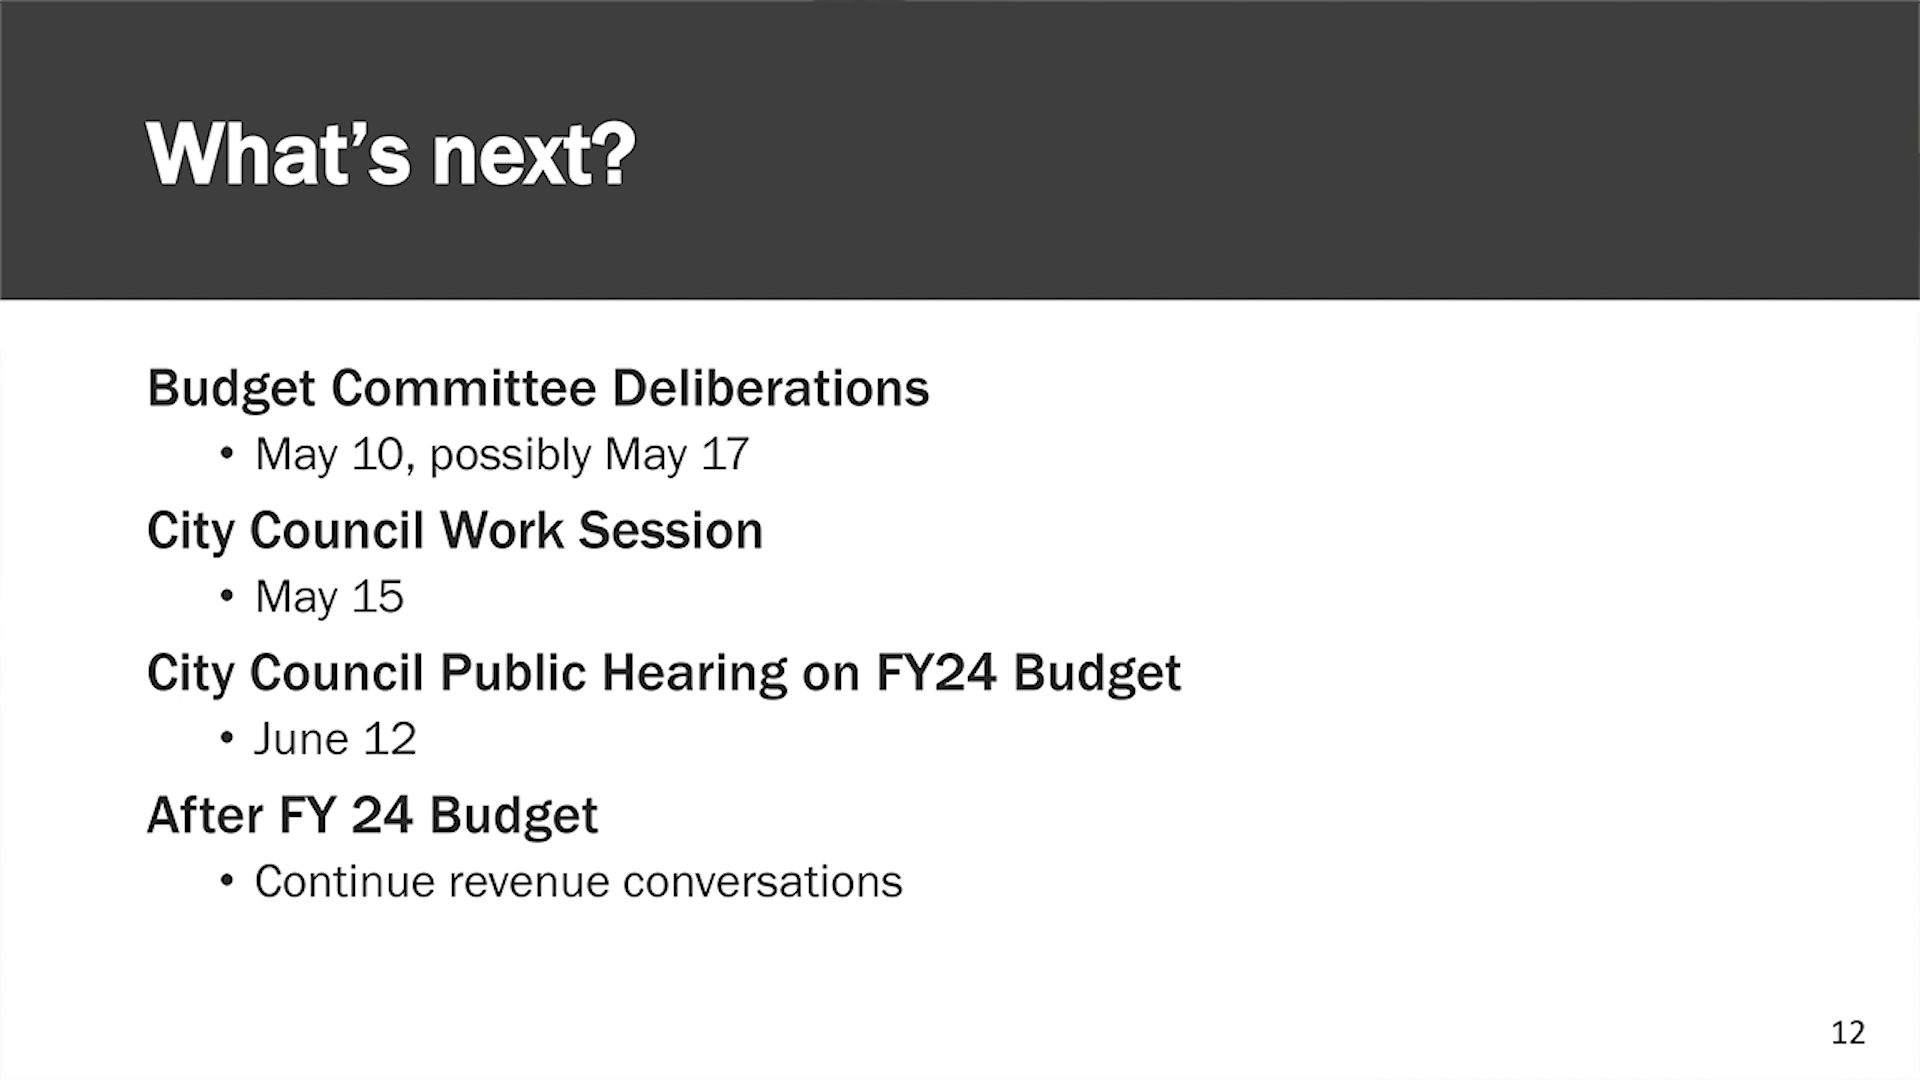 What’s next?
Budget Committee Deliberations
• May 10, possibly May 17
City Council Work Session
• May 15
City Council Public Hearing on FY24 Budget
• June 12
After FY 24 Budget
• Continue revenue conversations
12